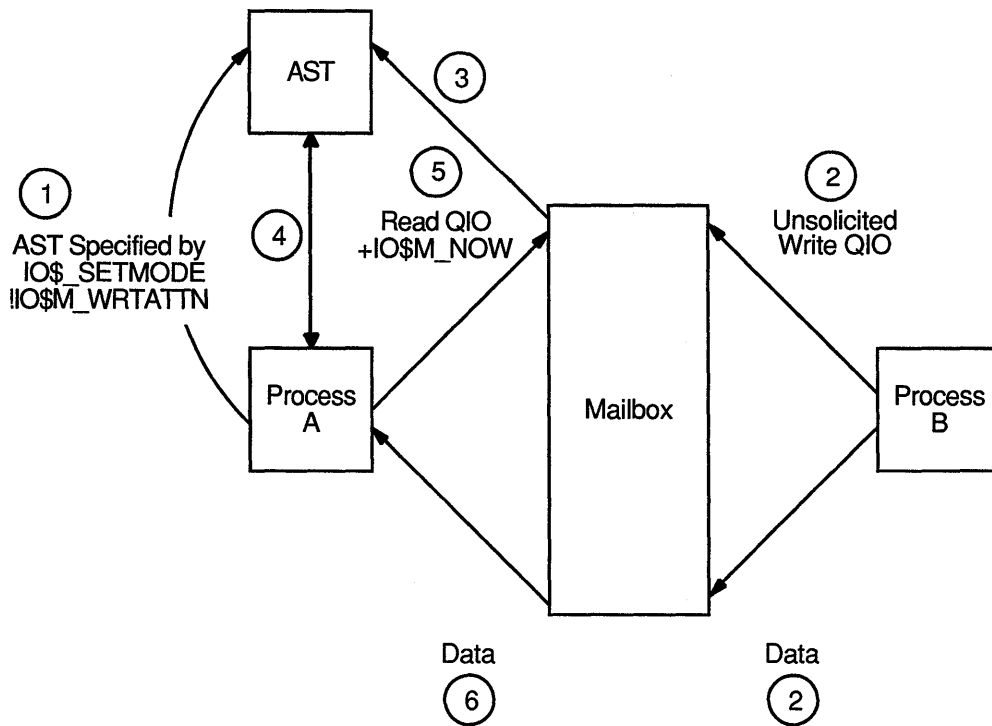 AST
3
1
AST Specified by
IO$_SETMODE
!IO$M_WRTATTN
4
5
Read QIO
+IO$M_NOW
2
Unsolicited
Write QIO
Process
A
Mailbox
Process
B
Data
6
Data
2